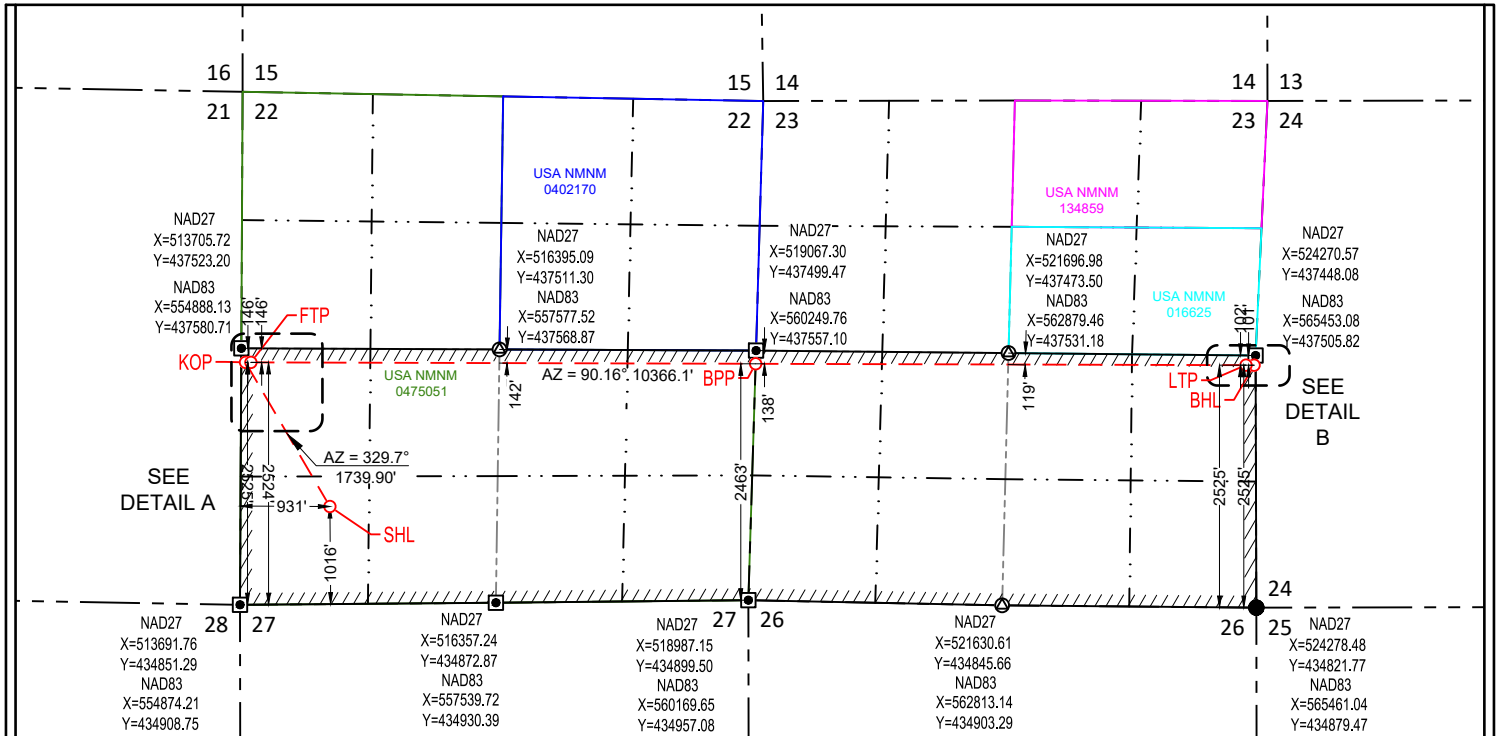 16 15
21 22
15 14
22 23
14 13
23 24
USA NMNM
0402170
USA NMNM
134859
USA NMNM
016625
NAD27
X=513705.72
Y=437523.20
NAD83
X=554888.13
Y=437580.71
NAD27
X=516395.09
Y=437511.30
NAD83
X=557577.52
Y=437568.87
NAD27
X=519067.30
Y=437499.47
NAD83
X=560249.76
Y=437557.10
NAD27
X=521696.98
Y=437473.50
NAD83
X=562879.46
Y=437531.18
NAD27
X=524270.57
Y=437448.08
NAD83
X=565453.08
Y=437505.82
146'
146'
FTP
KOP
102'
101'
USA NMNM
0475051
142'
AZ = 90.16° 10366.1'
BPP
138'
119'
LTP
BHL
SEE
DETAIL
B
SEE
DETAIL A
AZ = 329.7°
1739.90'
2525'
2524'
931'
SHL
1016'
2463'
2525'
2525'
28 27
27 26
24
26 25
NAD27
X=513691.76
Y=434851.29
NAD83
X=554874.21
Y=434908.75
NAD27
X=516357.24
Y=434872.87
NAD83
X=557539.72
Y=434930.39
NAD27
X=518987.15
Y=434899.50
NAD83
X=560169.65
Y=434957.08
NAD27
X=521630.61
Y=434845.66
NAD83
X=562813.14
Y=434903.29
NAD27
X=524278.48
Y=434821.77
NAD83
X=565461.04
Y=434879.47